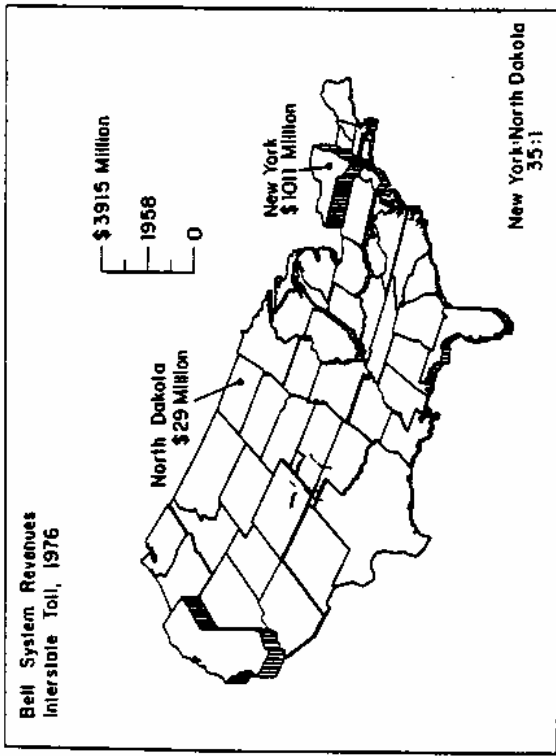 Bell System Revenues
Interstate Toll, 1976
$3915 Million
1958
0
North Dakota
$29 Million
New York
$1011 Million
New York:North Dakota
35:1